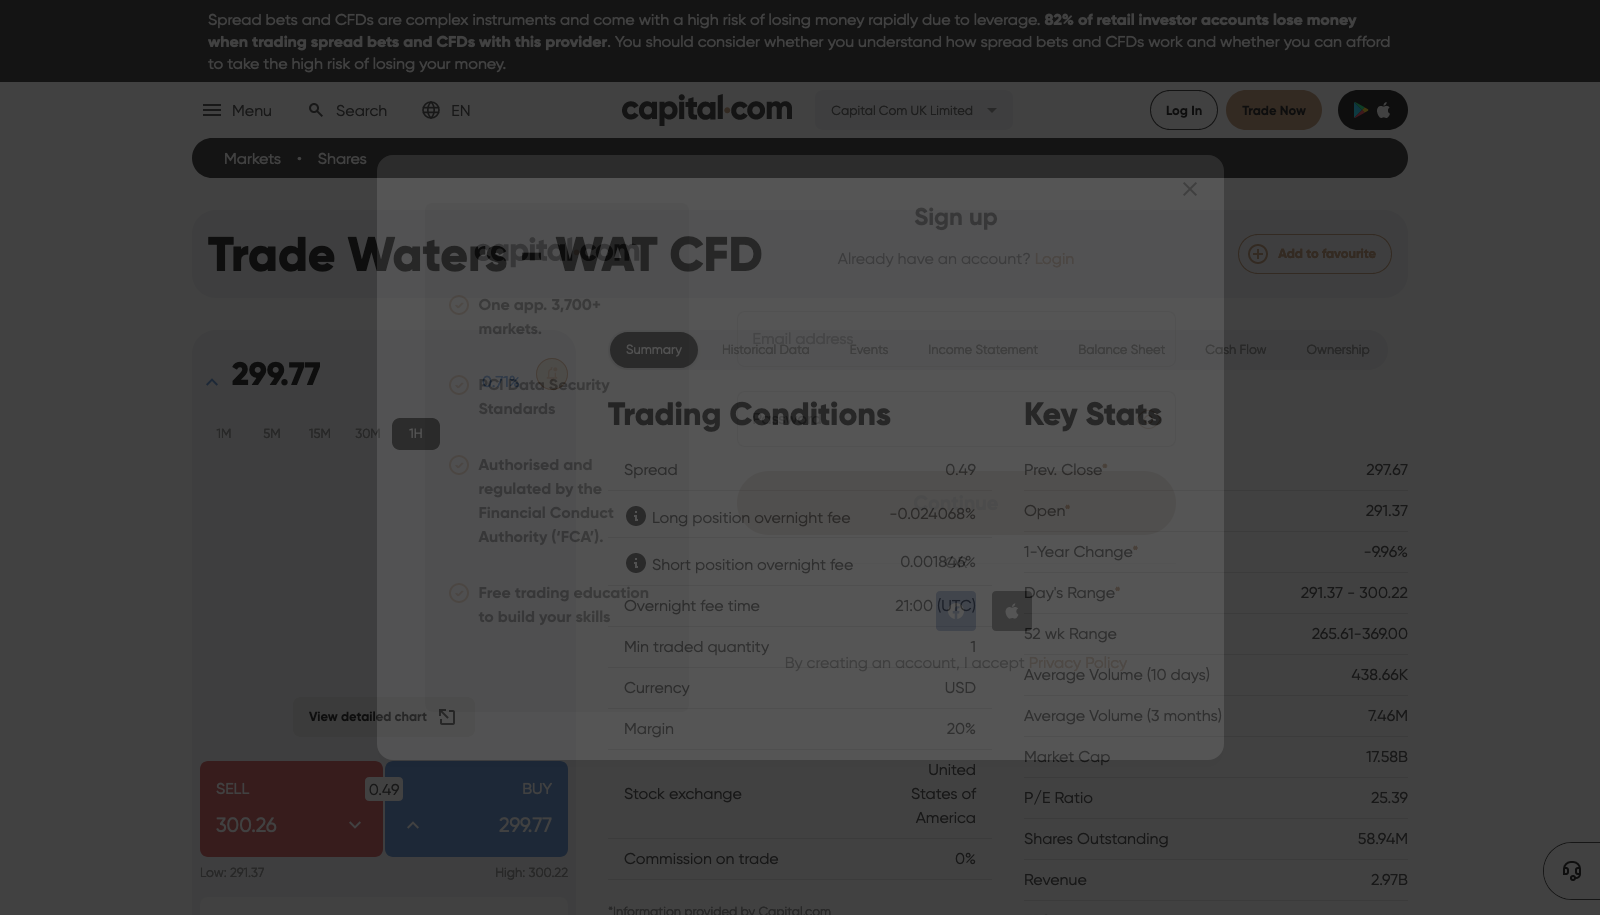 Spread bets and CFDs are complex instruments and come with a high risk of losing money rapidly due to leverage. 82% of retail investor accounts lose money
when trading spread bets and CFDs with this provider. You should consider whether you understand how spread bets and CFDs work and whether you can afford
to take the high risk of losing your money.
Menu
Search
EN
capital.com
Capital Com UK Limited
Log In
Trade Now
Markets • Shares
Trade Waters - WAT CFD
Add to favourite
capital.com
One app. 3,700+
markets.
PCI Data Security
Standards
Authorised and
regulated by the
Financial Conduct
Authority (‘FCA’).
Free trading education
to build your skills
Sign up
Already have an account? Login
Email address
Continue
By creating an account, I accept Privacy Policy
299.77
0.71%
1M 5M 15M 30M 1H
View detailed chart
SELL
300.26
0.49
BUY
299.77
Low: 291.37
High: 300.22
Summary Historical Data Events Income Statement Balance Sheet Cash Flow Ownership
Trading Conditions
Spread 0.49
Long position overnight fee -0.024068%
Short position overnight fee 0.001846%
Overnight fee time 21:00 (UTC)
Min traded quantity 1
Currency USD
Margin 20%
Stock exchange United
States of
America
Commission on trade 0%
*Information provided by Capital.com
Key Stats
Prev. Close* 297.67
Open* 291.37
1-Year Change* -9.96%
Day's Range* 291.37 - 300.22
52 wk Range 265.61-369.00
Average Volume (10 days) 438.66K
Average Volume (3 months) 7.46M
Market Cap 17.58B
P/E Ratio 25.39
Shares Outstanding 58.94M
Revenue 2.97B